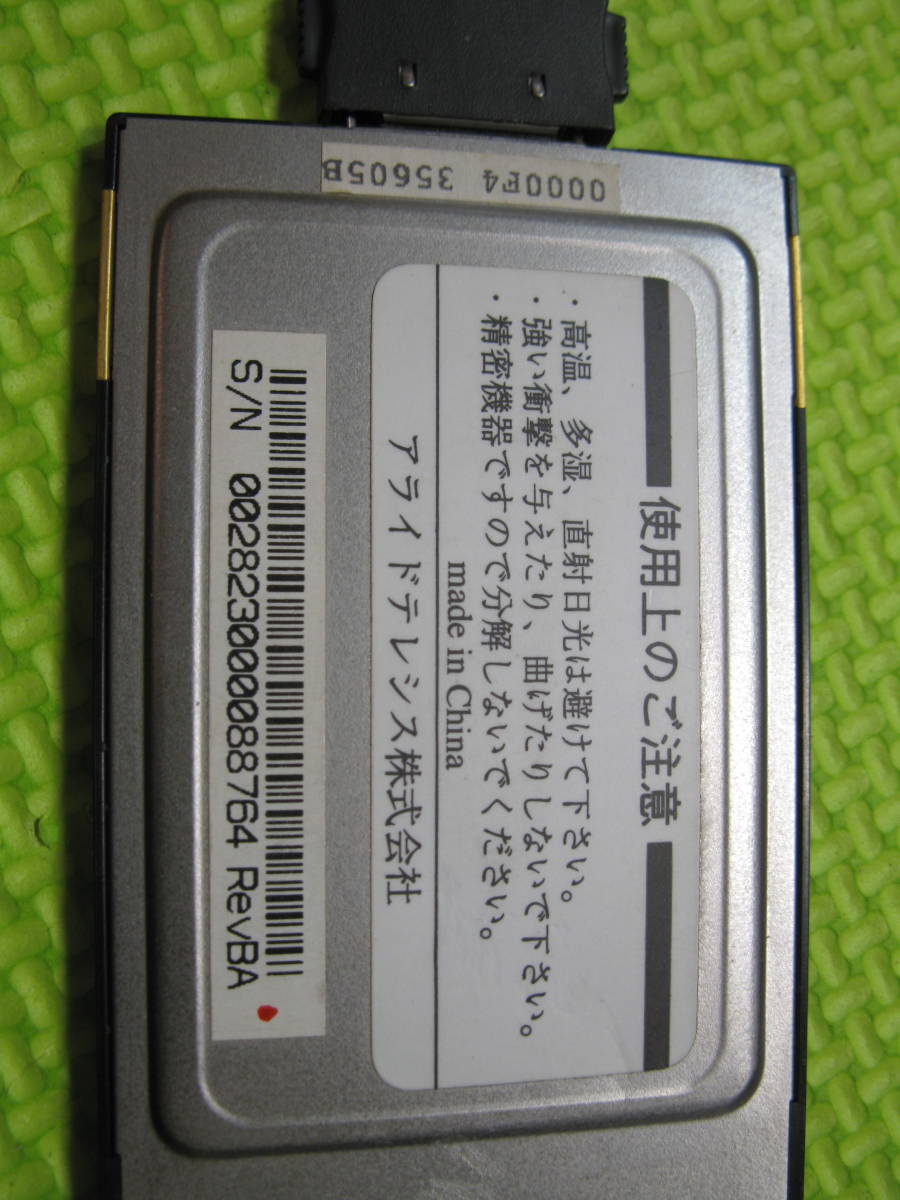 使用上のご注意
・高温、多湿、直射日光は避けて下さい。
・強い衝撃を与えたり、曲げたりしないで下さい。
・精密機器ですので分解しないでください。
made in China
アライドテレシス株式会社
S/N 002823000088764 RevBA
0000F4 35605B